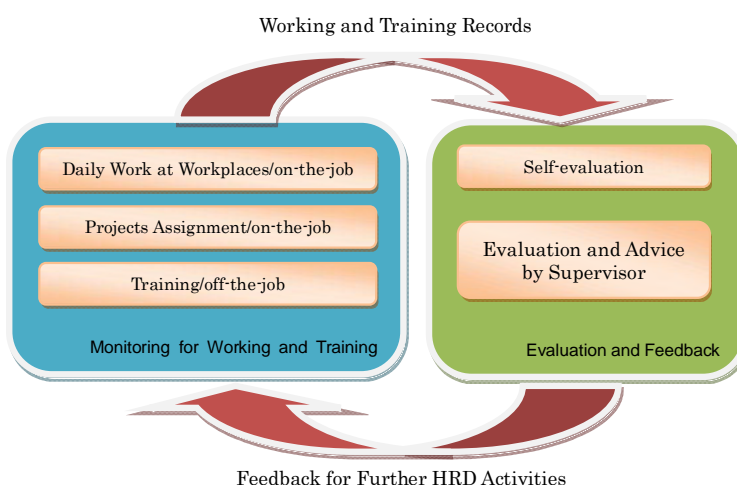 Working and Training Records
Daily Work at Workplaces/on-the-job
Projects Assignment/on-the-job
Training/off-the-job
Monitoring for Working and Training
Self-evaluation
Evaluation and Advice
by Supervisor
Evaluation and Feedback
Feedback for Further HRD Activities